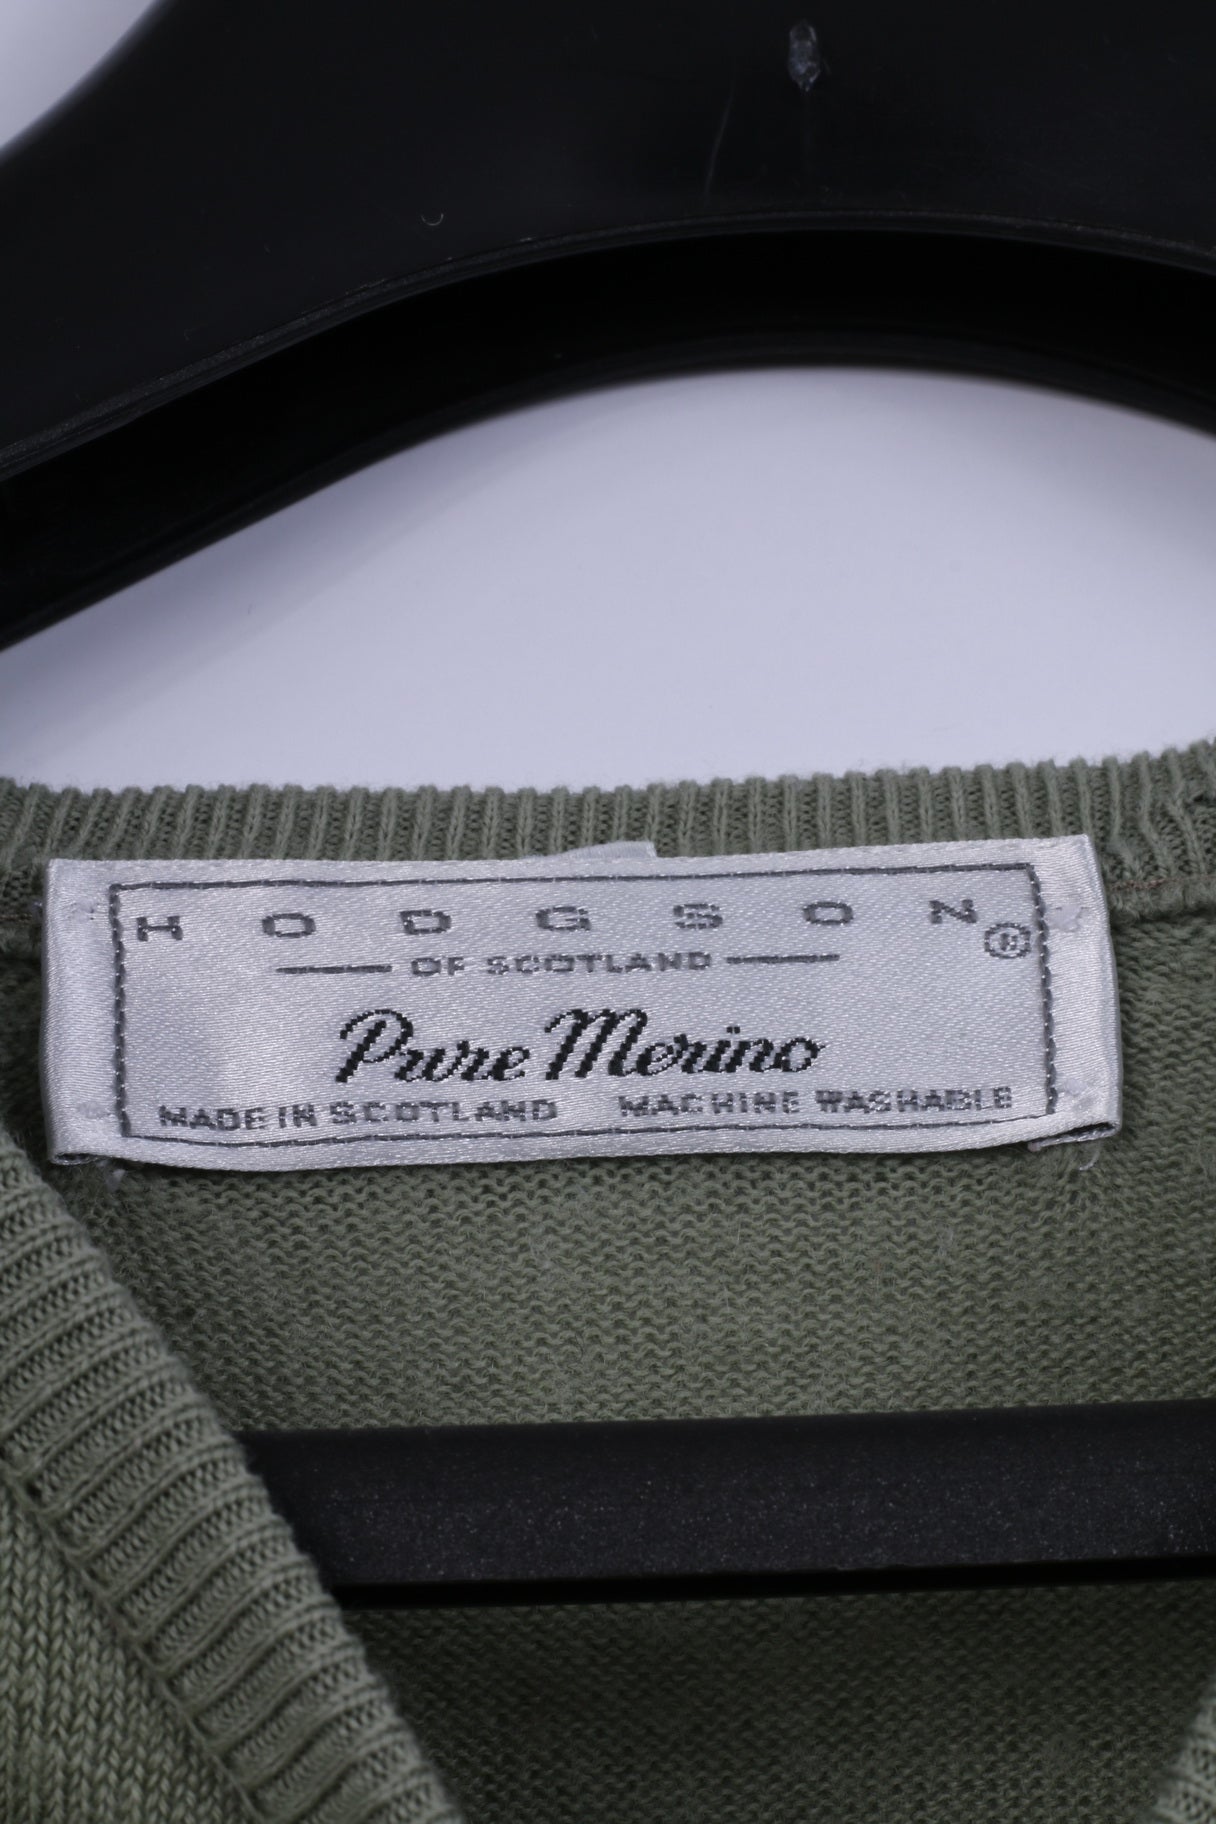 HODGSON®
OF SCOTLAND
Pure Merino
MADE IN SCOTLAND MACHINE WASHABLE